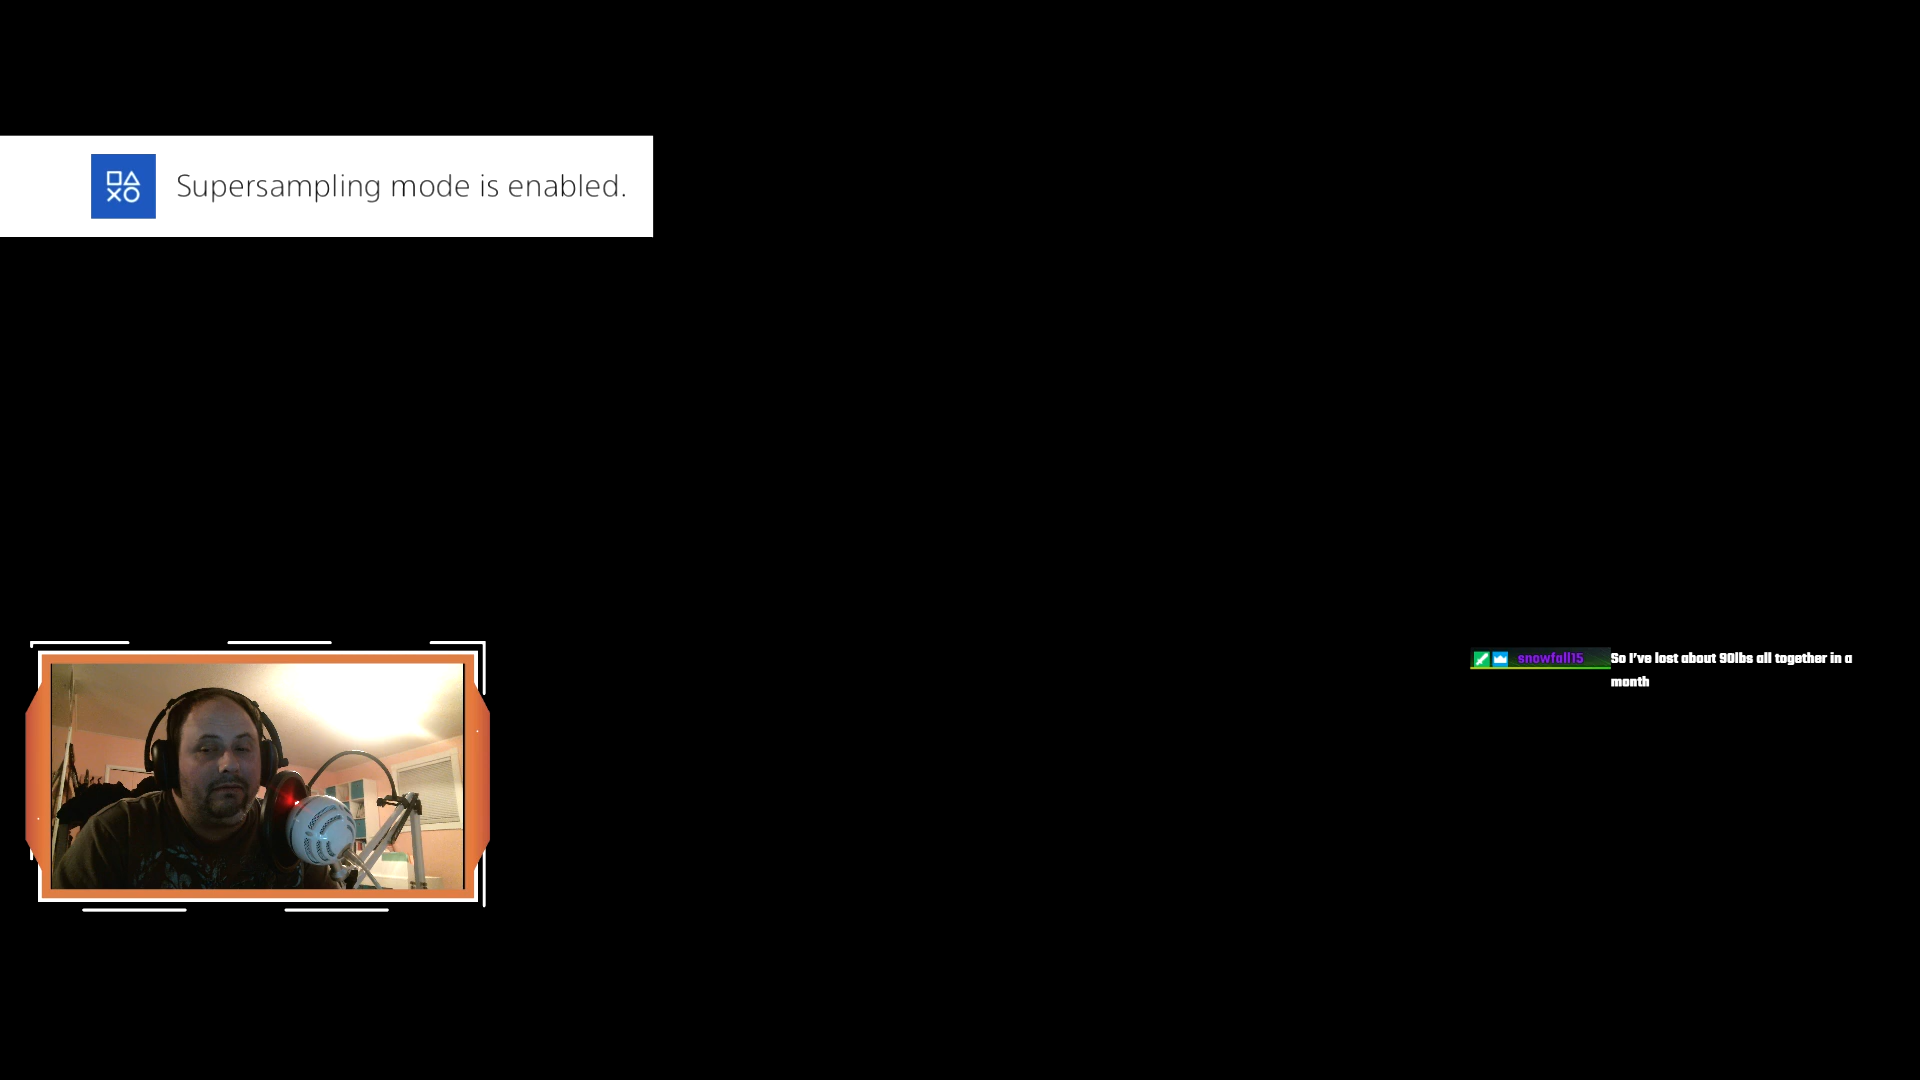 Supersampling mode is enabled.
snowfall15 So I've lost about 90lbs all together in a
month